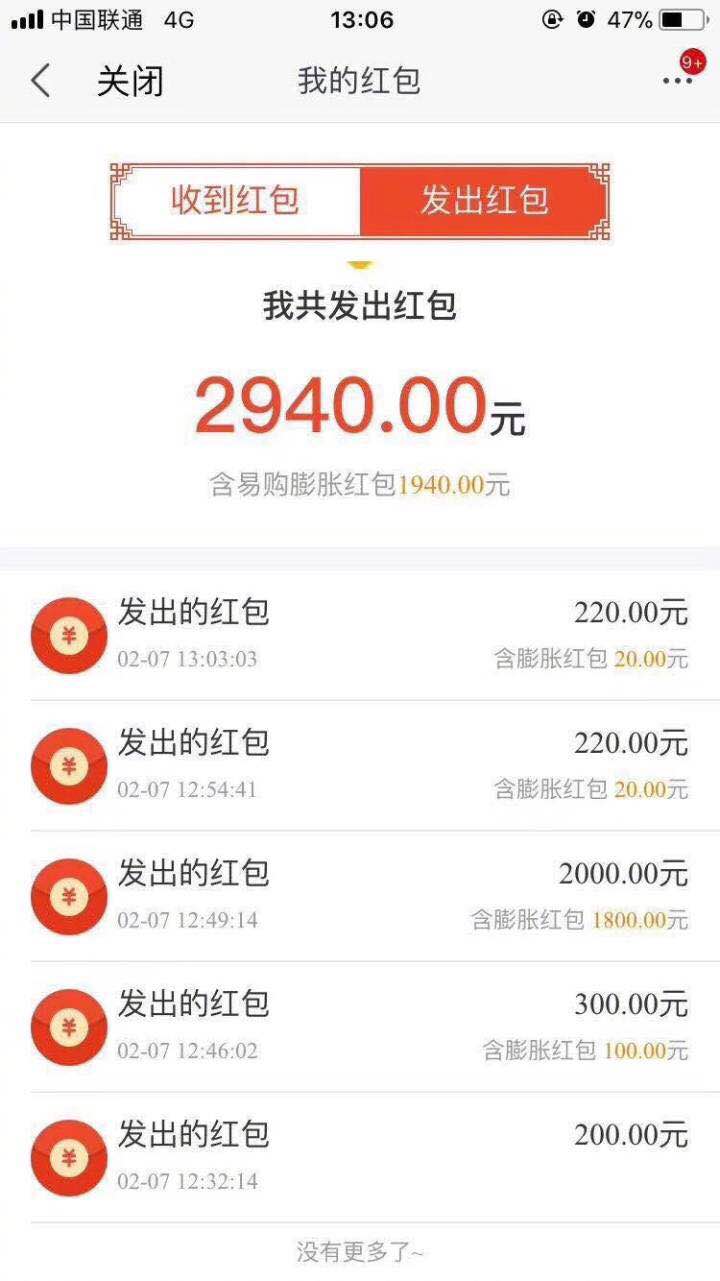 中国联通 4G 13:06 47%
关闭 我的红包 9+
收到红包 发出红包
我共发出红包
2940.00元
含易购膨胀红包1940.00元
发出的红包 220.00元
02-07 13:03:03 含膨胀红包 20.00元
发出的红包 220.00元
02-07 12:54:41 含膨胀红包 20.00元
发出的红包 2000.00元
02-07 12:49:14 含膨胀红包 1800.00元
发出的红包 300.00元
02-07 12:46:02 含膨胀红包 100.00元
发出的红包 200.00元
02-07 12:32:14
没有更多了~